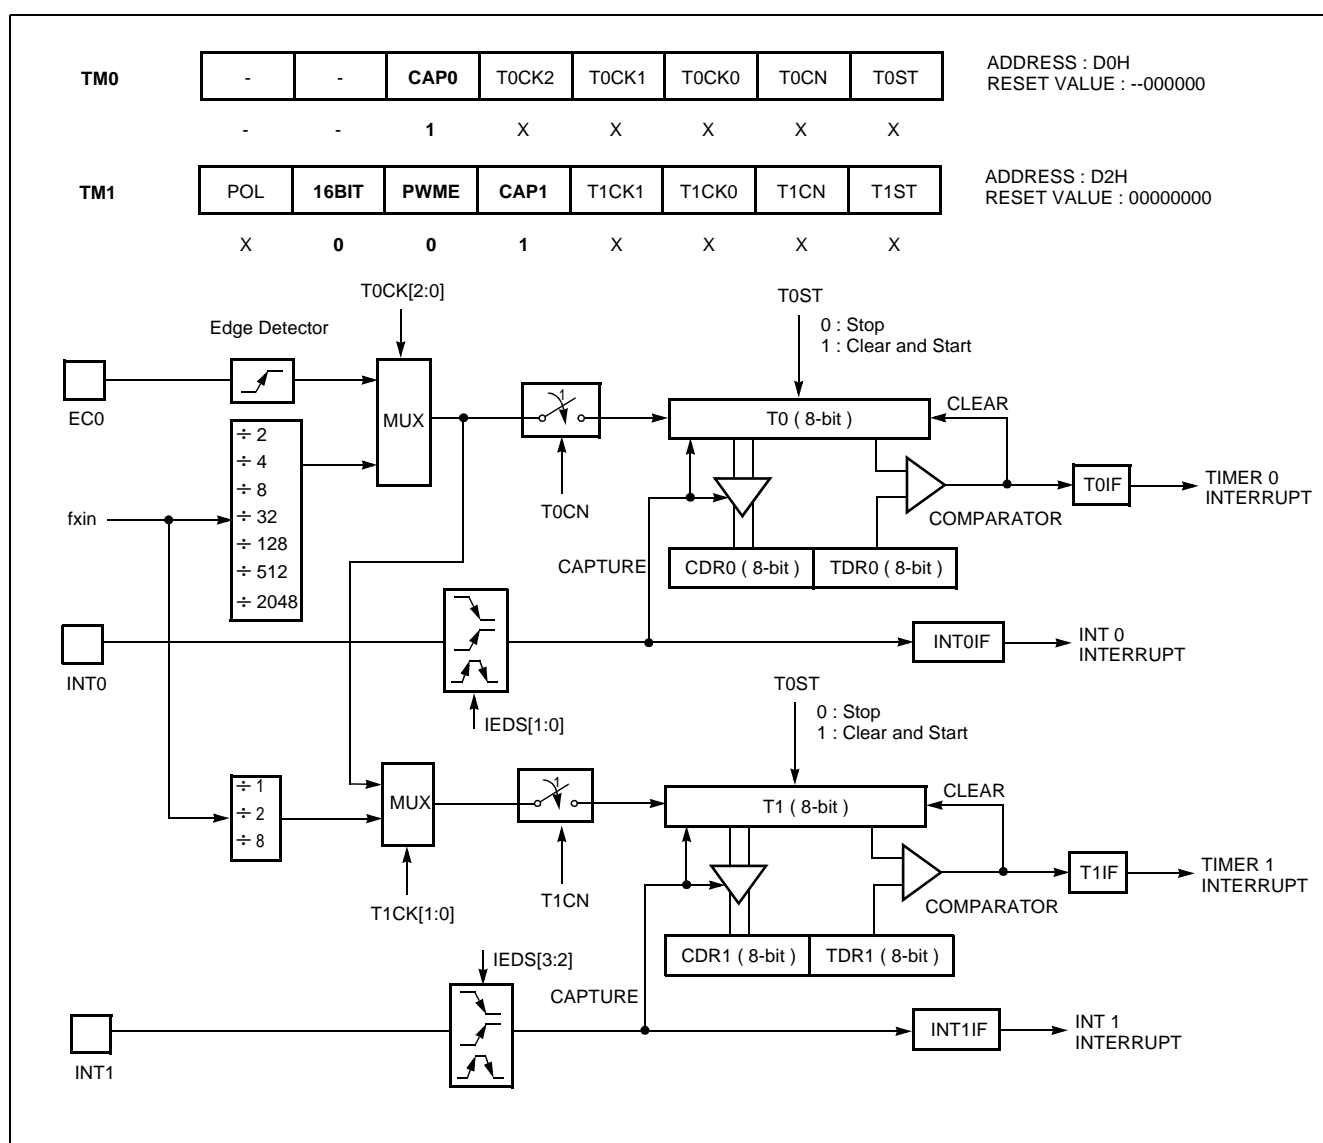 TM0 - - CAP0 T0CK2 T0CK1 T0CK0 T0CN T0ST
ADDRESS : D0H
RESET VALUE : --000000
- - 1 X X X X X
TM1 POL 16BIT PWME CAP1 T1CK1 T1CK0 T1CN T1ST
ADDRESS : D2H
RESET VALUE : 00000000
X 0 0 1 X X X X
T0CK[2:0]
T0ST
0 : Stop
1 : Clear and Start
Edge Detector
EC0
MUX
1
T0 ( 8-bit )
CLEAR
÷ 2
÷ 4
÷ 8
÷ 32
÷ 128
÷ 512
÷ 2048
fxin
T0CN
COMPARATOR
T0IF
TIMER 0
INTERRUPT
CAPTURE
CDR0 ( 8-bit )
TDR0 ( 8-bit )
INT0
IEDS[1:0]
INT0IF
INT 0
INTERRUPT
T0ST
0 : Stop
1 : Clear and Start
÷ 1
÷ 2
÷ 8
MUX
1
T1 ( 8-bit )
CLEAR
T1CK[1:0]
T1CN
COMPARATOR
T1IF
TIMER 1
INTERRUPT
CDR1 ( 8-bit )
TDR1 ( 8-bit )
IEDS[3:2]
CAPTURE
INT1
INT1IF
INT 1
INTERRUPT